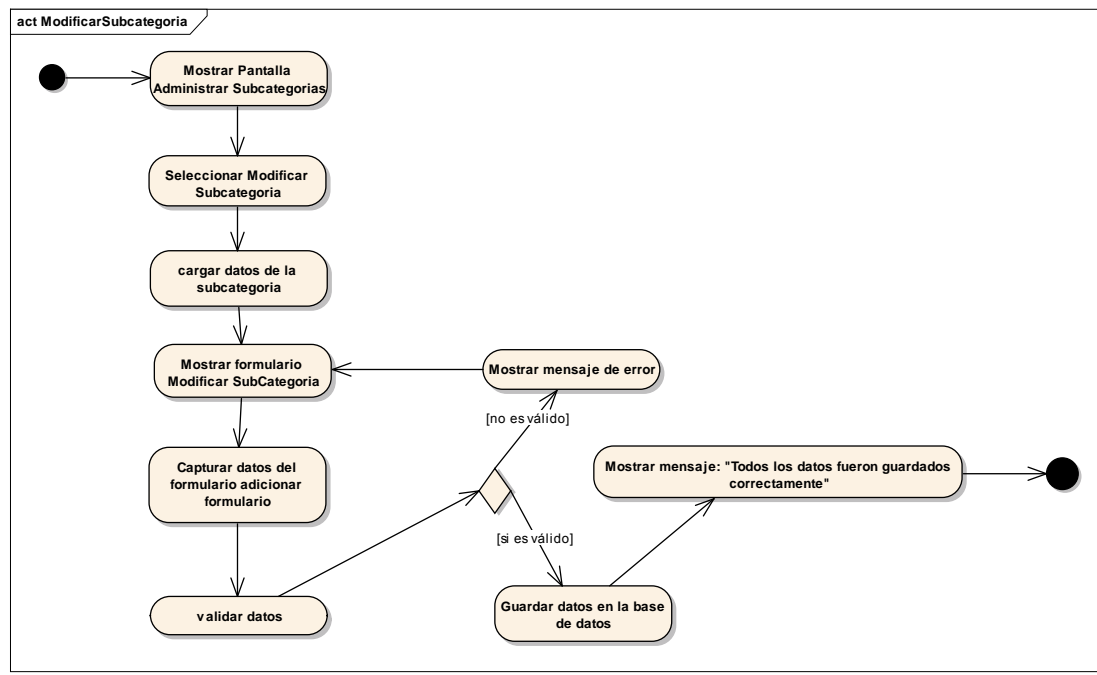 act ModificarSubcategoria
Mostrar Pantalla
Administrar Subcategorias
Seleccionar Modificar
Subcategoria
cargar datos de la
subcategoria
Mostrar formulario
Modificar SubCategoria
Mostrar mensaje de error
[no es válido]
Capturar datos del
formulario adicionar
formulario
Mostrar mensaje: "Todos los datos fueron guardados
correctamente"
[si es válido]
validar datos
Guardar datos en la base
de datos